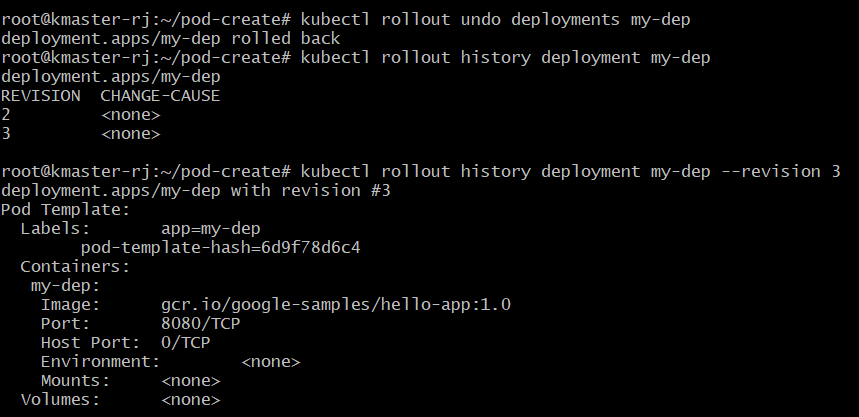 root@kmaster-rj:~/pod-create# kubectl rollout undo deployments my-dep
deployment.apps/my-dep rolled back
root@kmaster-rj:~/pod-create# kubectl rollout history deployment my-dep
deployment.apps/my-dep
REVISION  CHANGE-CAUSE
2         <none>
3         <none>

root@kmaster-rj:~/pod-create# kubectl rollout history deployment my-dep --revision 3
deployment.apps/my-dep with revision #3
Pod Template:
  Labels:       app=my-dep
        pod-template-hash=6d9f78d6c4
  Containers:
   my-dep:
    Image:      gcr.io/google-samples/hello-app:1.0
    Port:       8080/TCP
    Host Port:  0/TCP
    Environment:        <none>
    Mounts:     <none>
  Volumes:      <none>